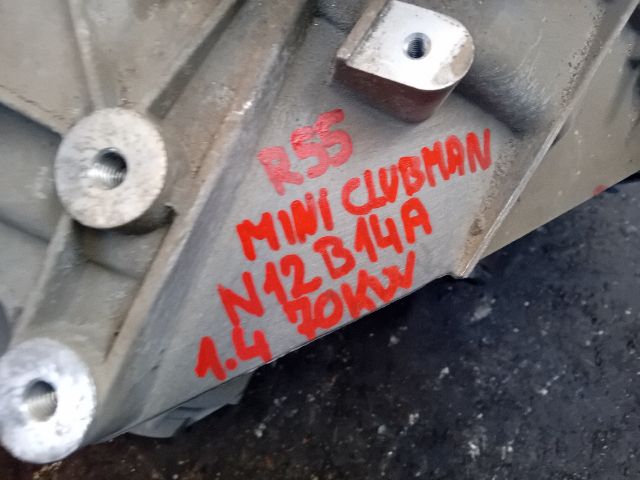 R55
MINI CLUBMAN
N12B14A
1.4 70KW